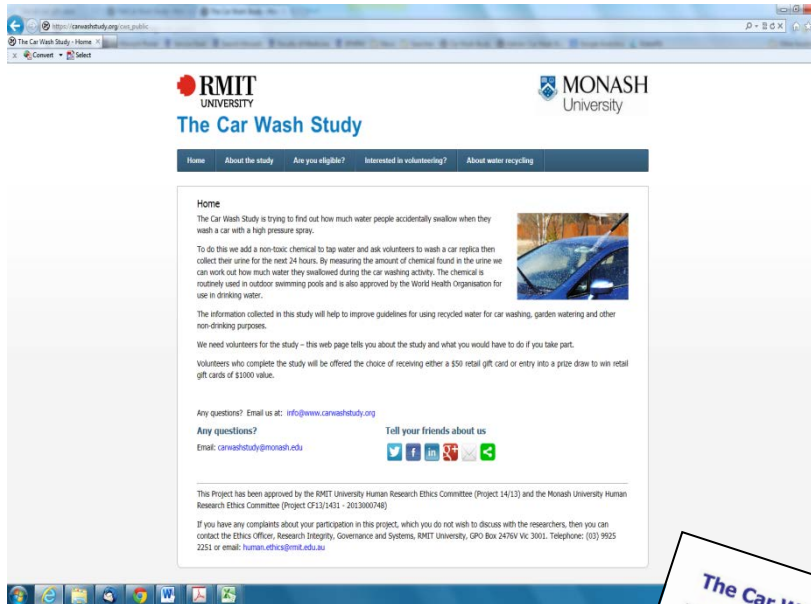 https://carwashstudy.org/cws_public
The Car Wash Study - Home
Convert
Select
RMIT
UNIVERSITY
MONASH
University
The Car Wash Study
Home
About the study
Are you eligible?
Interested in volunteering?
About water recycling
Home
The Car Wash Study is trying to find out how much water people accidentally swallow when they
wash a car with a high pressure spray.
To do this we add a non-toxic chemical to tap water and ask volunteers to wash a car replica then
collect their urine for the next 24 hours. By measuring the amount of chemical found in the urine we
can work out how much water they swallowed during the car washing activity. The chemical is
routinely used in outdoor swimming pools and is also approved by the World Health Organisation for
use in drinking water.
The information collected in this study will help to improve guidelines for using recycled water for car washing, garden watering and other
non-drinking purposes.
We need volunteers for the study – this web page tells you about the study and what you would have to do if you take part.
Volunteers who complete the study will be offered the choice of receiving either a $50 retail gift card or entry into a prize draw to win retail
gift cards of $1000 value.
Any questions? Email us at: info@www.carwashstudy.org
Any questions?
Email: carwashstudy@monash.edu
Tell your friends about us
This Project has been approved by the RMIT University Human Research Ethics Committee (Project 14/13) and the Monash University Human
Research Ethics Committee (Project CF13/1431 - 2013000748)
If you have any complaints about your participation in this project, which you do not wish to discuss with the researchers, then you can
contact the Ethics Officer, Research Integrity, Governance and Systems, RMIT University, GPO Box 2476V Vic 3001. Telephone: (03) 9925
2251 or email: human.ethics@rmit.edu.au
The Car